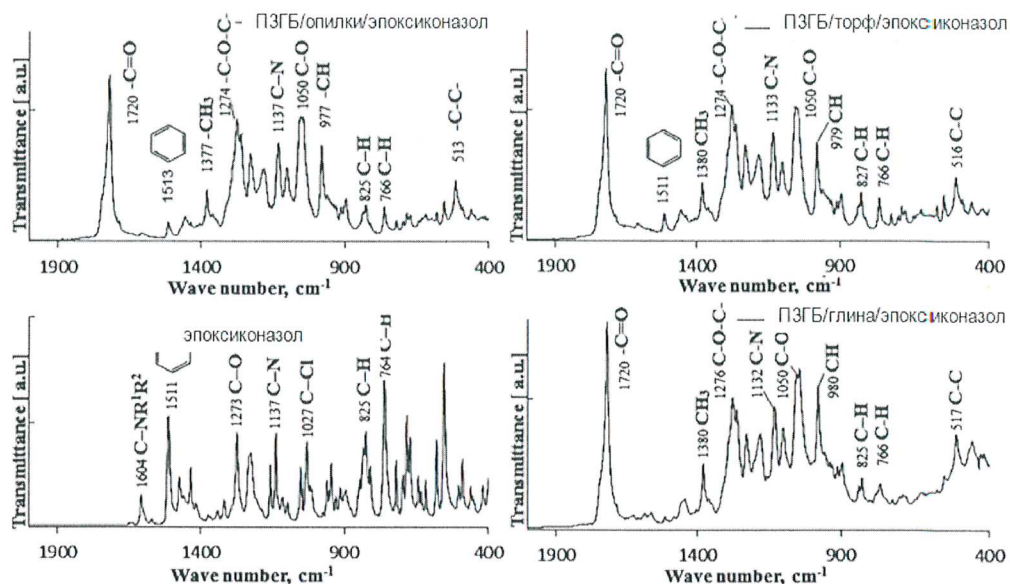 ПЗГБ/опилки/эпоксиконазол
Transmittance [ a.u.]
1720 -C=O
1513
1377 -CH3
1274 -C-O-C-
1137 C-N
1050 C-O
977 -CH
825 C-H
766 C-H
513 -C-C-
1900
1400
900
400
Wave number, cm-1
ПЗГБ/торф/эпоксиконазол
Transmittance [ a.u.]
1720 -C=O
1511
1380 CH3
1274 -C-O-C
1133 C-N
1050 C-O
979 CH
827 C-H
766 C-H
516 C-C
1900
1400
900
400
Wave number, cm-1
эпоксиконазол
Transmittance [ a.u.]
1604 C-NR1R2
1511
1273 C-O
1137 C-N
1027 C-Cl
825 C-H
764 C-H
1900
1400
900
400
Wave number, cm-1
ПЗГБ/глина/эпоксиконазол
Transmittance [ a.u.]
1720 -C=O
1380 CH3
1276 C-O-C
1132 C-N
1050 C-O
980 CH
825 C-H
766 C-H
517 C-C
1900
1400
900
400
Wave number, cm-1